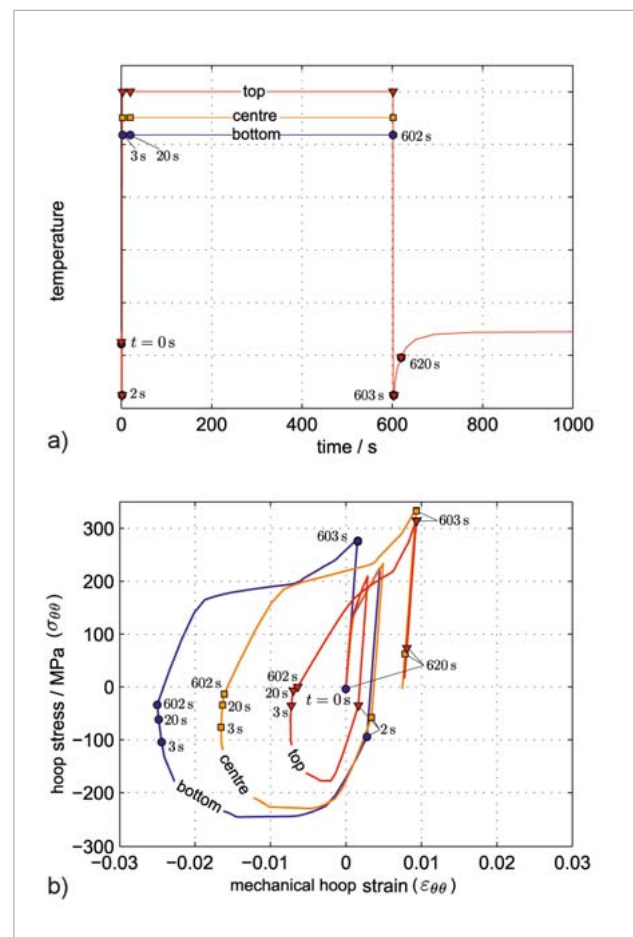 top
centre
bottom
3 s
20 s
602 s
temperature
t = 0 s
620 s
2 s
603 s
0 200 400 600 800 1000
time / s
a)
300
200
100
0
−100
−200
−300
hoop stress / MPa (σθθ)
603 s
603 s
602 s
20 s
3 s
602 s
20 s
3 s
602 s
20 s
3 s
t = 0 s
620 s
2 s
top
centre
bottom
−0.03 −0.02 −0.01 0 0.01 0.02 0.03
mechanical hoop strain (εθθ)
b)